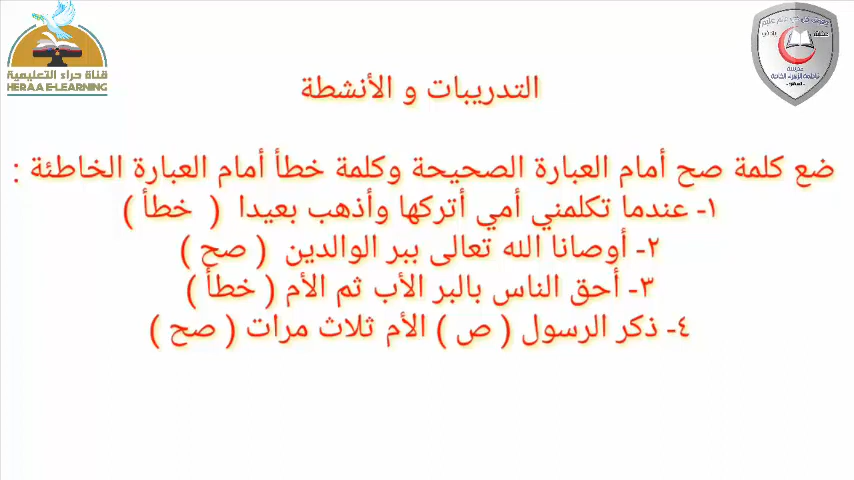 قناة حراء التعليمية
HERAA E-LEARNING
التدريبات و الأنشطة
ضع كلمة صح أمام العبارة الصحيحة وكلمة خطأ أمام العبارة الخاطئة :
١- عندما تكلمني أمي أتركها وأذهب بعيدا ( خطأ )
٢- أوصانا الله تعالى ببر الوالدين ( صح )
٣- أحق الناس بالبر الأب ثم الأم ( خطأ )
٤- ذكر الرسول ( ص ) الأم ثلاث مرات ( صح )